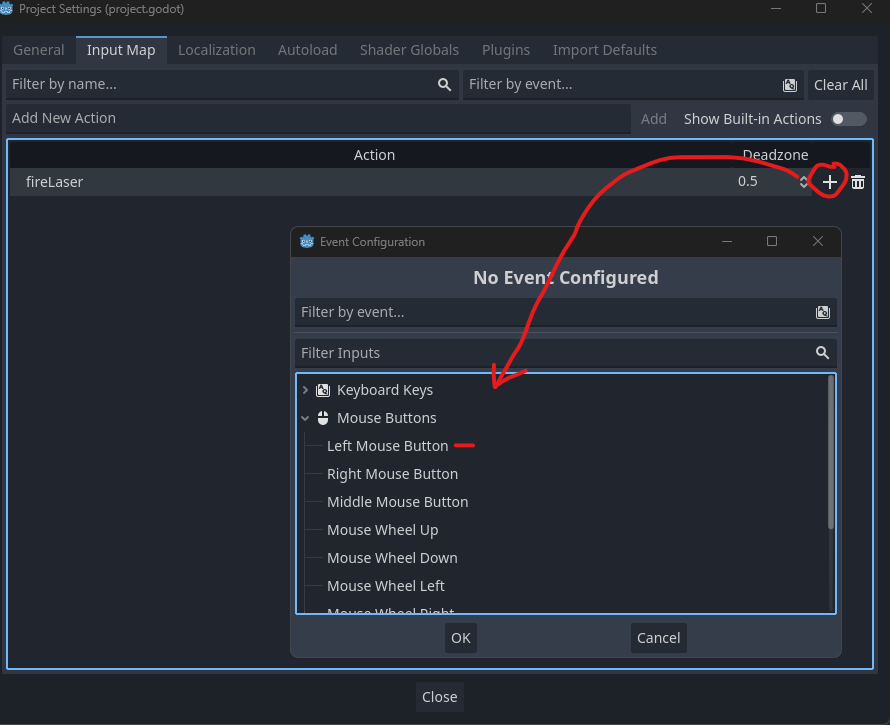 Project Settings (project.godot)
General Input Map Localization Autoload Shader Globals Plugins Import Defaults
Filter by name... Filter by event... Clear All
Add New Action Add Show Built-in Actions
Action Deadzone
fireLaser 0.5
Event Configuration
No Event Configured
Filter by event...
Filter Inputs
Keyboard Keys
Mouse Buttons
Left Mouse Button
Right Mouse Button
Middle Mouse Button
Mouse Wheel Up
Mouse Wheel Down
Mouse Wheel Left
Mouse Wheel Right
OK Cancel
Close